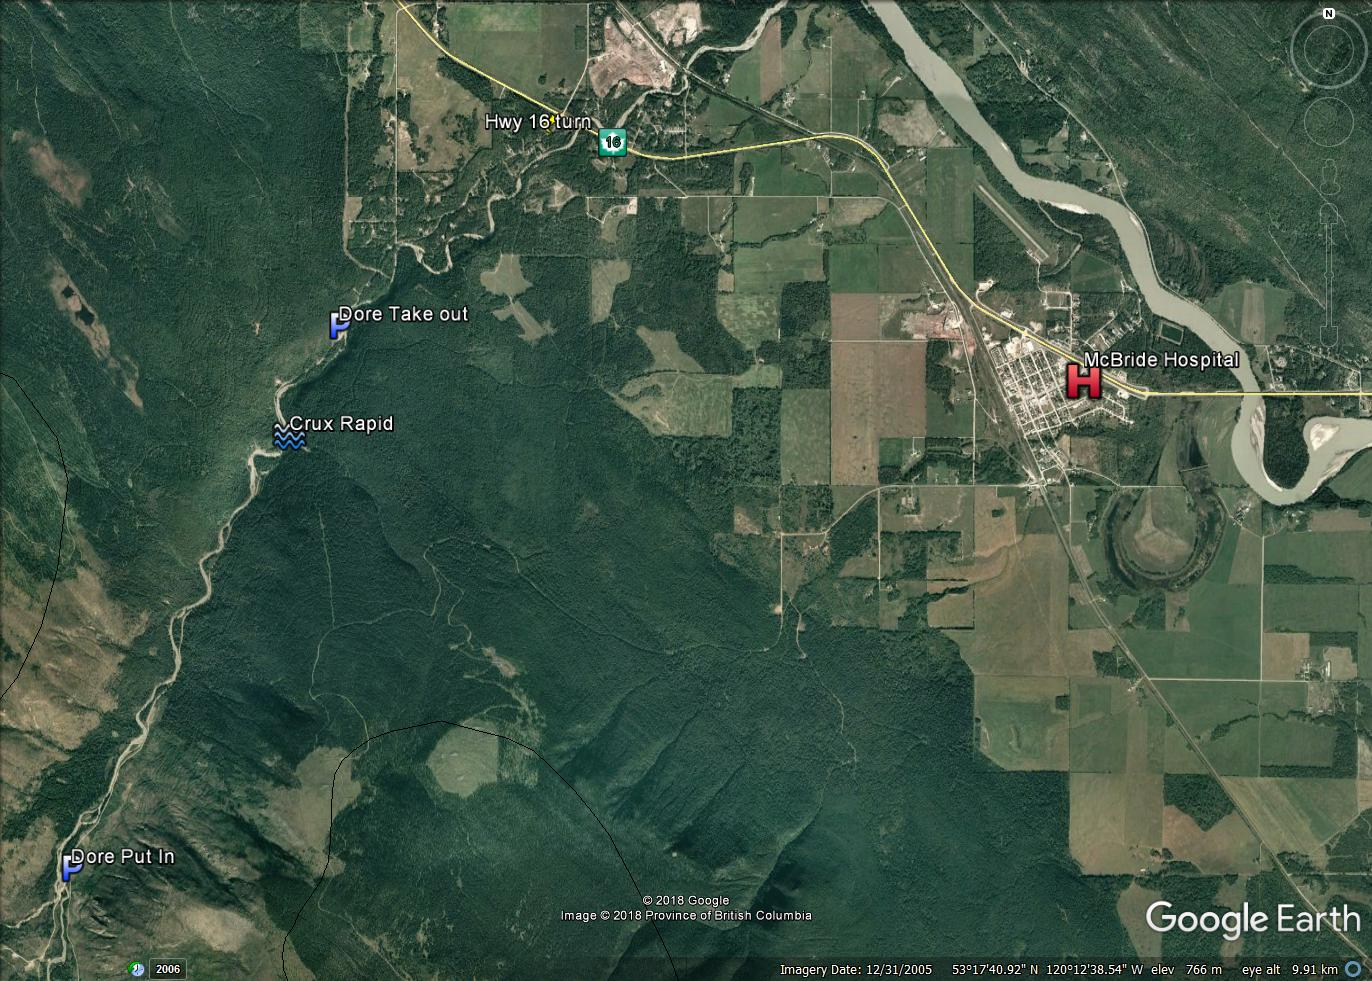 N
Hwy 16 turn
16
Dore Take out
McBride Hospital
H
Crux Rapid
Dore Put In
© 2018 Google
Image © 2018 Province of British Columbia
Google Earth
2006
Imagery Date: 12/31/2005 53°17'40.92" N 120°12'38.54" W elev 766 m eye alt 9.91 km